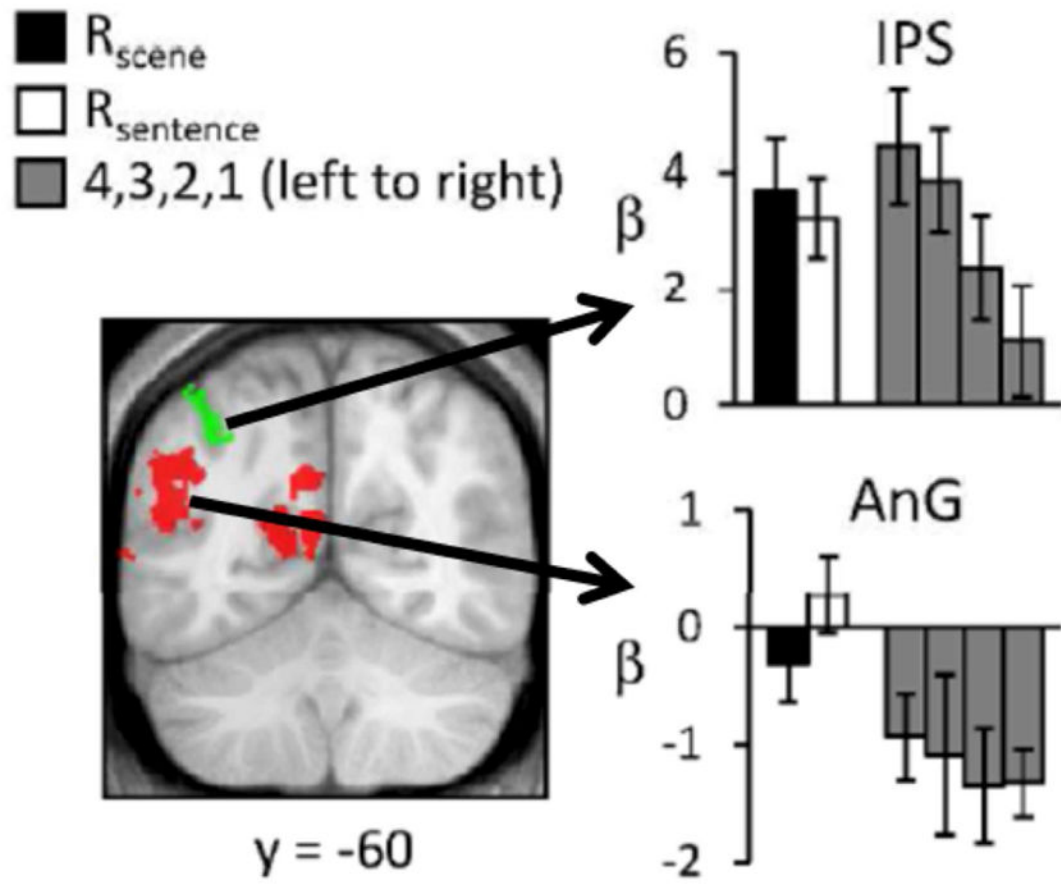 R_scene
R_sentence
4,3,2,1 (left to right)
y = -60
IPS
6
4
β
2
0
AnG
1
0
β
-1
-2